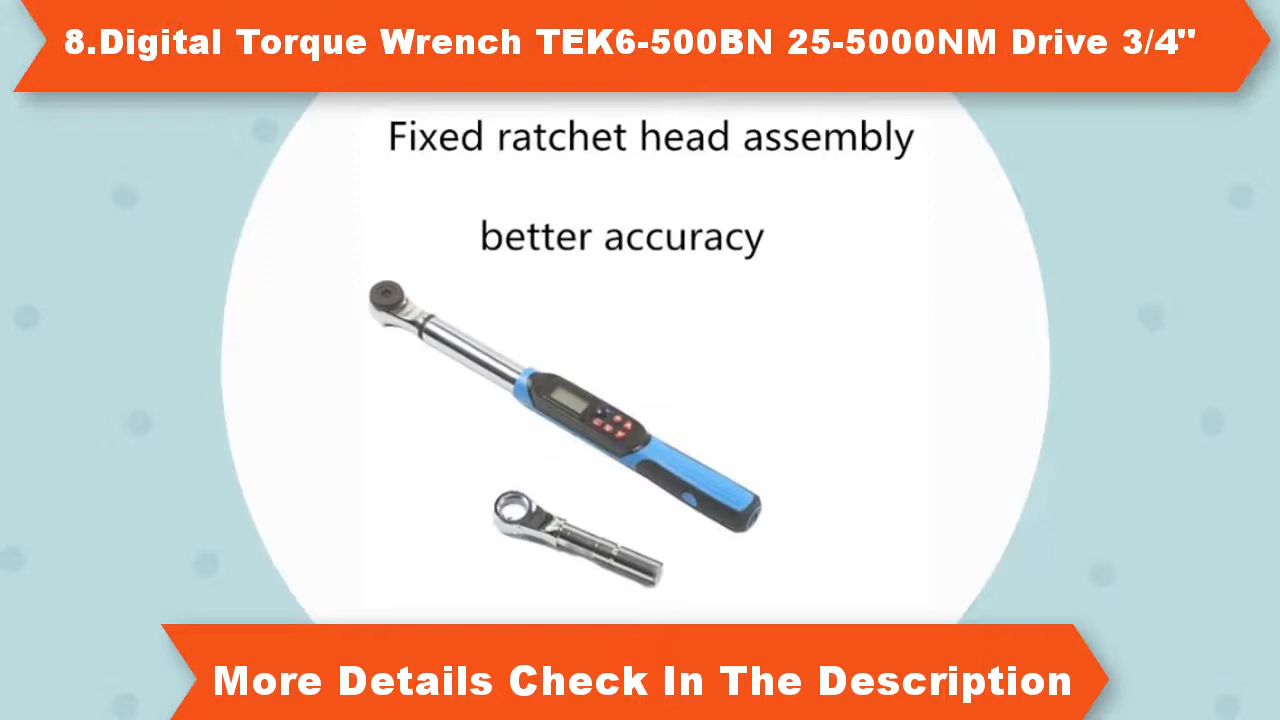 8.Digital Torque Wrench TEK6-500BN 25-5000NM Drive 3/4"
Fixed ratchet head assembly
better accuracy
More Details Check In The Description